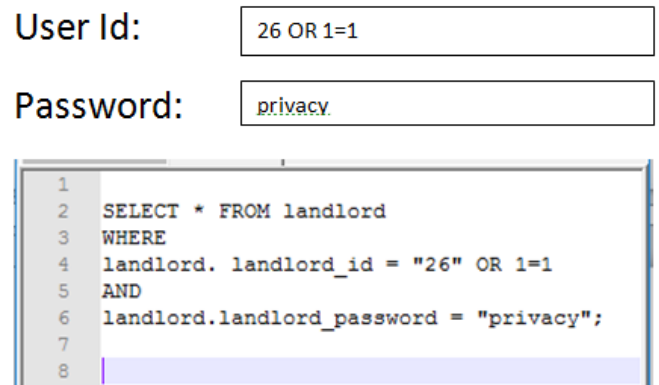 User Id: 26 OR 1=1
Password: privacy
1
2 SELECT * FROM landlord
3 WHERE
4 landlord. landlord_id = "26" OR 1=1
5 AND
6 landlord.landlord_password = "privacy";
7
8